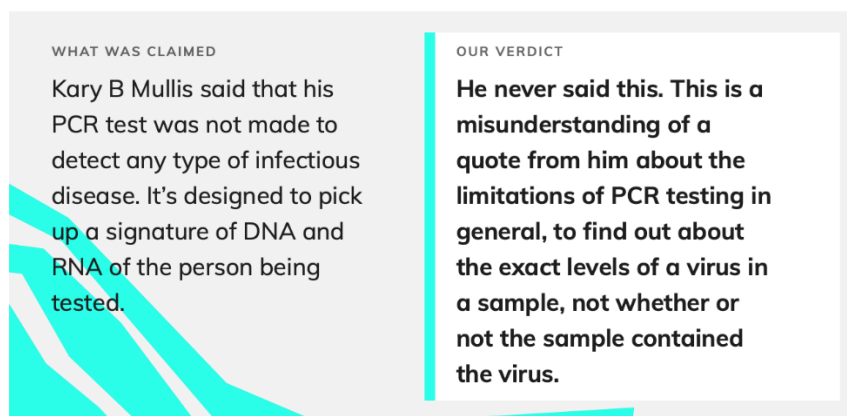 WHAT WAS CLAIMED
Kary B Mullis said that his
PCR test was not made to
detect any type of infectious
disease. It’s designed to pick
up a signature of DNA and
RNA of the person being
tested.
OUR VERDICT
He never said this. This is a
misunderstanding of a
quote from him about the
limitations of PCR testing in
general, to find out about
the exact levels of a virus in
a sample, not whether or
not the sample contained
the virus.